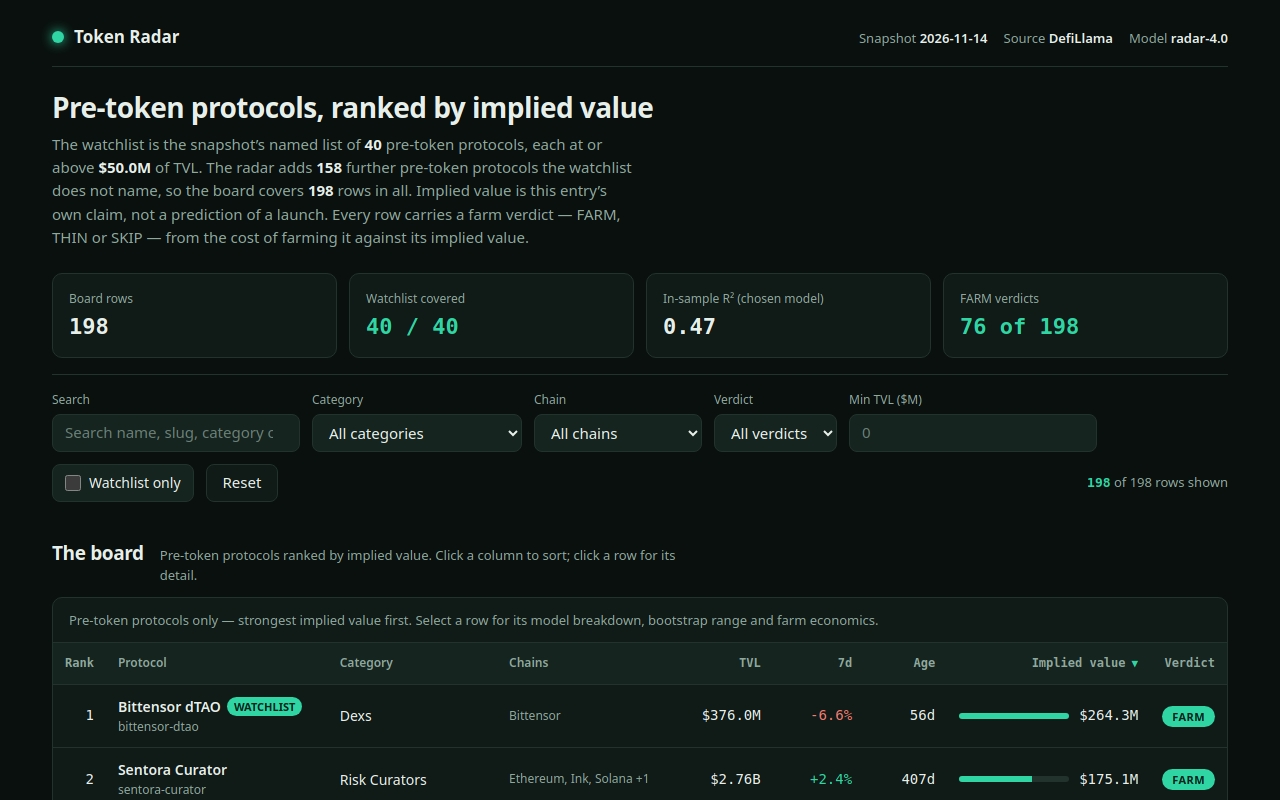 Token Radar
Snapshot 2026-11-14 Source DefiLlama Model radar-4.0
Pre-token protocols, ranked by implied value
The watchlist is the snapshot’s named list of 40 pre-token protocols, each at or
above $50.0M of TVL. The radar adds 158 further pre-token protocols the watchlist
does not name, so the board covers 198 rows in all. Implied value is this entry’s
own claim, not a prediction of a launch. Every row carries a farm verdict — FARM,
THIN or SKIP — from the cost of farming it against its implied value.
Board rows
198
Watchlist covered
40 / 40
In-sample R² (chosen model)
0.47
FARM verdicts
76 of 198
Search Category Chain Verdict Min TVL ($M)
Search name, slug, category c All categories All chains All verdicts 0
Watchlist only Reset 198 of 198 rows shown
The board Pre-token protocols ranked by implied value. Click a column to sort; click a row for its
detail.
Pre-token protocols only — strongest implied value first. Select a row for its model breakdown, bootstrap range and farm economics.
Rank Protocol Category Chains TVL 7d Age Implied value ▼ Verdict
1 Bittensor dTAO WATCHLIST Dexs Bittensor $376.0M -6.6% 56d $264.3M FARM
bittensor-dtao
2 Sentora Curator Risk Curators Ethereum, Ink, Solana +1 $2.76B +2.4% 407d $175.1M FARM
sentora-curator